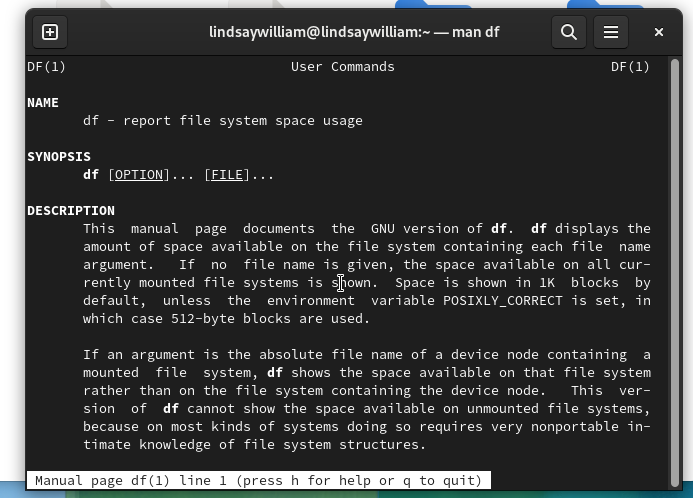 lindsaywilliam@lindsaywilliam:~ — man df
DF(1) User Commands DF(1)
NAME
df - report file system space usage
SYNOPSIS
df [OPTION]... [FILE]...
DESCRIPTION
This manual page documents the GNU version of df. df displays the
amount of space available on the file system containing each file name
argument. If no file name is given, the space available on all cur-
rently mounted file systems is shown. Space is shown in 1K blocks by
default, unless the environment variable POSIXLY_CORRECT is set, in
which case 512-byte blocks are used.
If an argument is the absolute file name of a device node containing a
mounted file system, df shows the space available on that file system
rather than on the file system containing the device node. This ver-
sion of df cannot show the space available on unmounted file systems,
because on most kinds of systems doing so requires very nonportable in-
timate knowledge of file system structures.
Manual page df(1) line 1 (press h for help or q to quit)